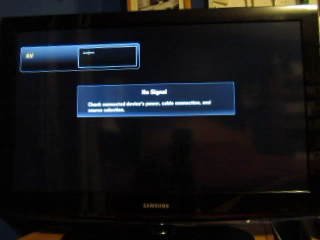 AV
No Signal
Check connected device's power, cable connection, and
source selection.
SAMSUNG